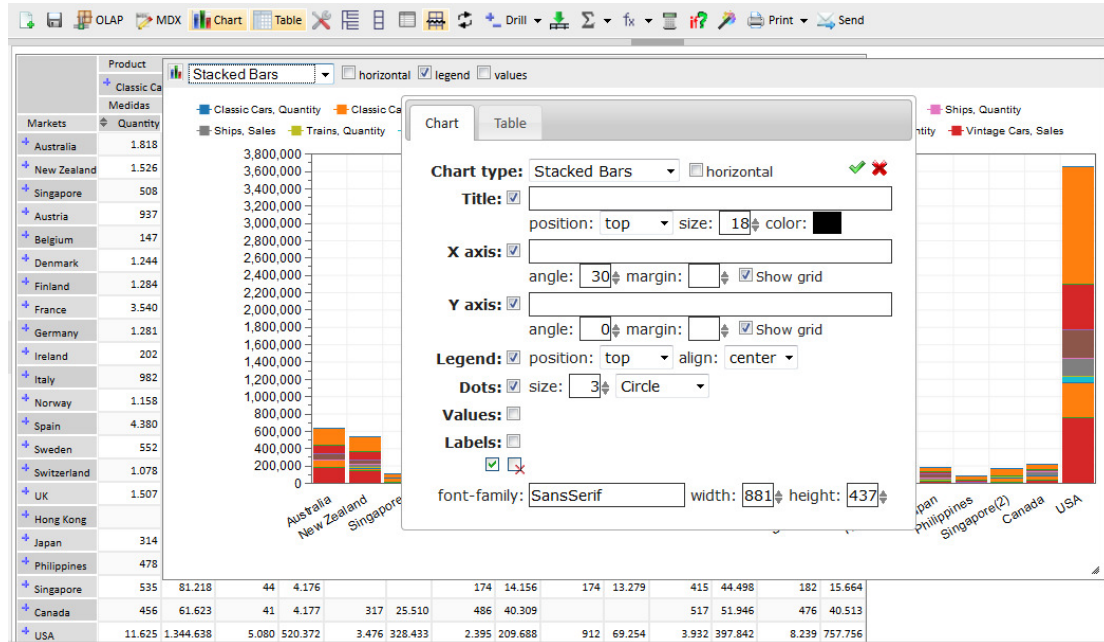 OLAP MDX Chart Table Drill fx if? Print Send
Product
Stacked Bars horizontal legend values
Classic Ca
Medidas
Markets Quantity
Classic Cars, Quantity Classic Ca Ships, Quantity
Ships, Sales Trains, Quantity ntity Vintage Cars, Sales
Chart Table
Chart type: Stacked Bars horizontal
Title:
position: top size: 18 color:
X axis:
angle: 30 margin: Show grid
Y axis:
angle: 0 margin: Show grid
Legend: position: top align: center
Dots: size: 3 Circle
Values:
Labels:
font-family: SansSerif width: 881 height: 437
3,800,000
3,600,000
3,400,000
3,200,000
3,000,000
2,800,000
2,600,000
2,400,000
2,200,000
2,000,000
1,800,000
1,600,000
1,400,000
1,200,000
1,000,000
800,000
600,000
400,000
200,000
0
Australia New Zealand Singapore pan Philippines Singapore(2) Canada USA
Australia 1.818
New Zealand 1.526
Singapore 508
Austria 937
Belgium 147
Denmark 1.244
Finland 1.284
France 3.540
Germany 1.281
Ireland 202
Italy 982
Norway 1.158
Spain 4.380
Sweden 552
Switzerland 1.078
UK 1.507
Hong Kong
Japan 314
Philippines 478
Singapore 535 81.218 44 4.176 174 14.156 174 13.279 415 44.498 182 15.664
Canada 456 61.623 41 4.177 317 25.510 486 40.309 517 51.946 476 40.513
USA 11.625 1.344.638 5.080 520.372 3.476 328.433 2.395 209.688 912 69.254 3.932 397.842 8.239 757.756